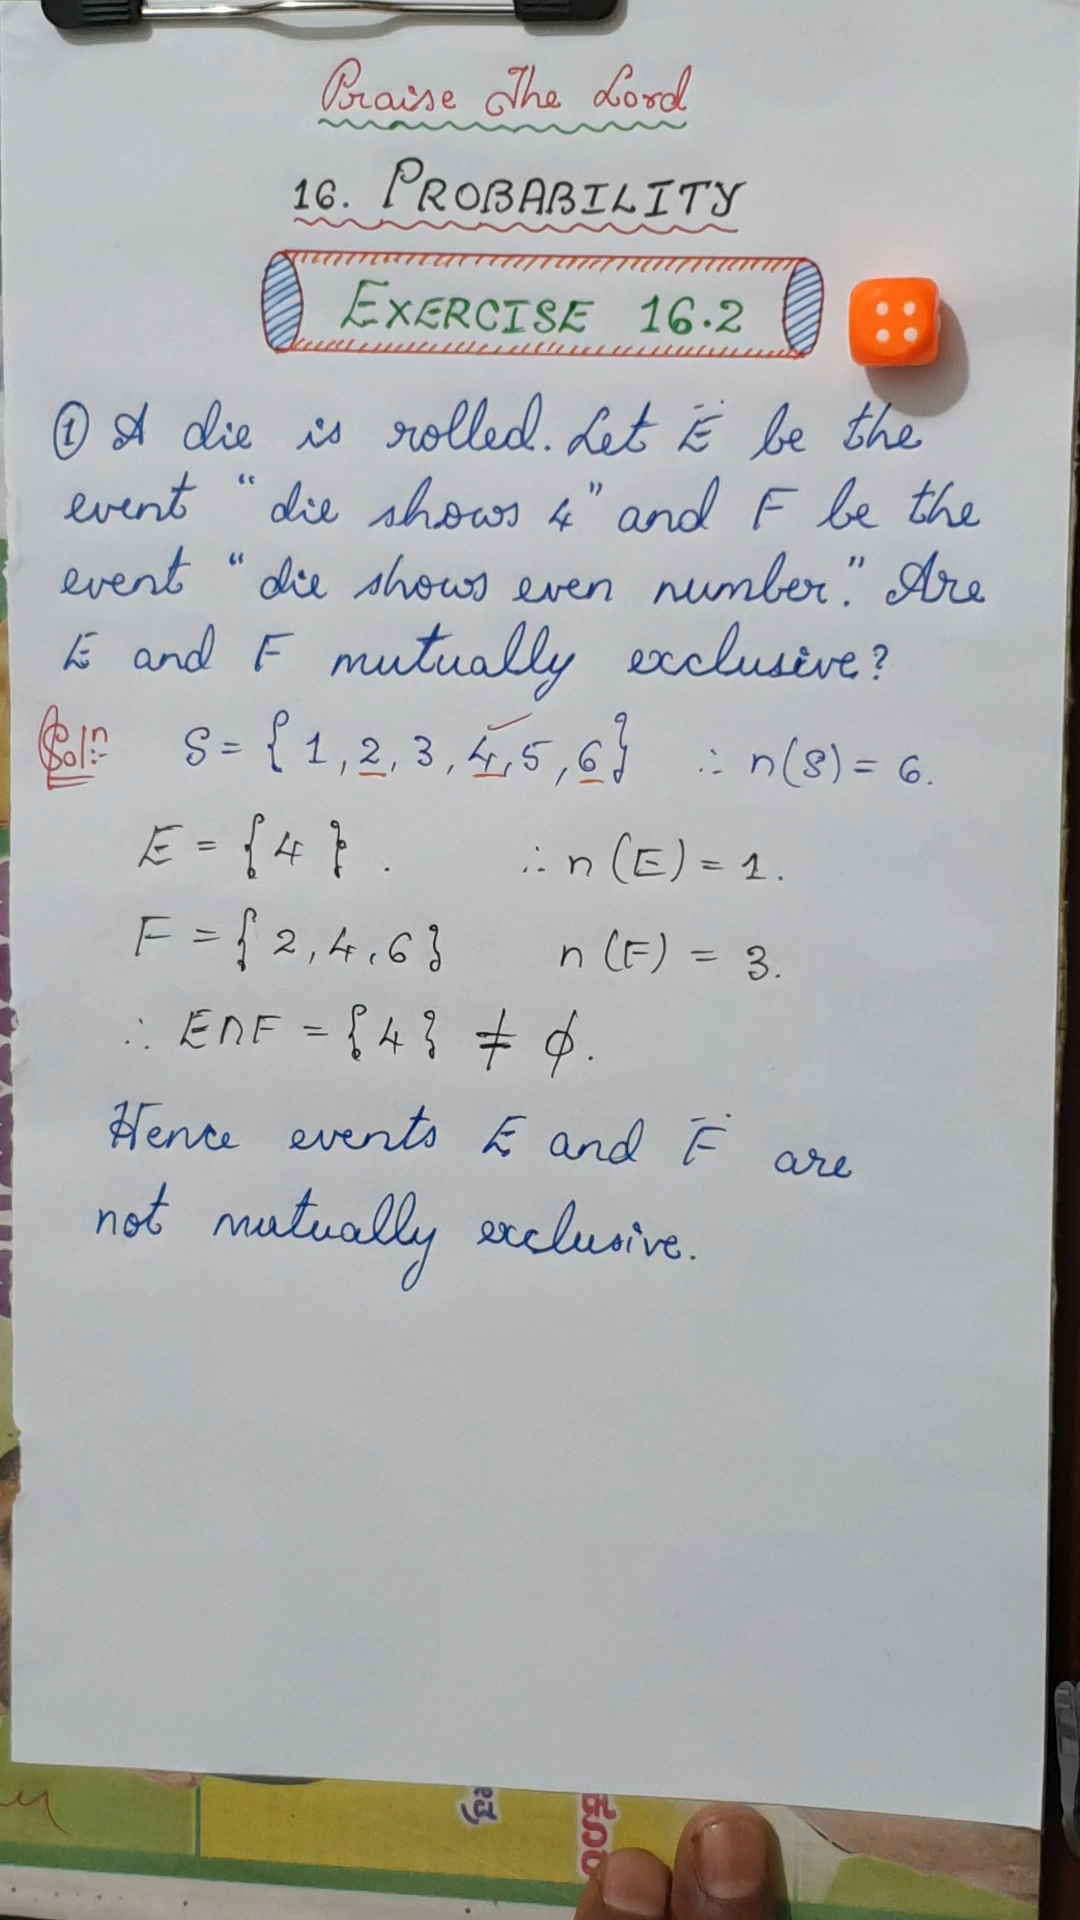 Praise The Lord
16. PROBABILITY
EXERCISE 16.2
① A die is rolled. Let E be the
event "die shows 4" and F be the
event "die shows even number." Are
E and F mutually exclusive?
Solⁿ:- S = { 1, 2, 3, 4, 5, 6 } ∴ n(S) = 6.
E = { 4 }. ∴ n(E) = 1.
F = { 2, 4, 6 } n(F) = 3.
∴ E∩F = { 4 } ≠ ϕ.
Hence events E and F are
not mutually exclusive.